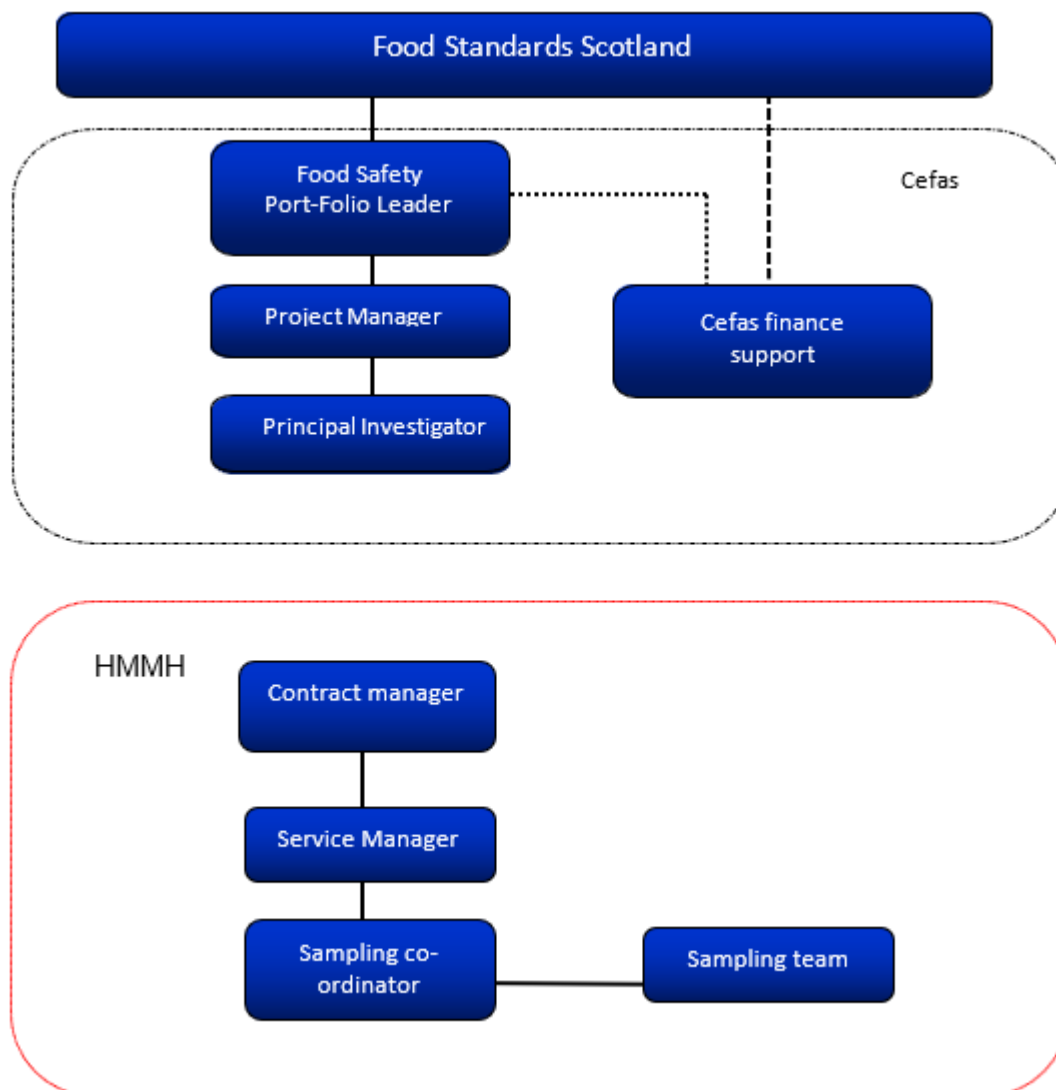 Food Standards Scotland
Food Safety
Port-Folio Leader
Cefas
Project Manager
Cefas finance
support
Principal Investigator
HMMH
Contract manager
Service Manager
Sampling co-
ordinator
Sampling team